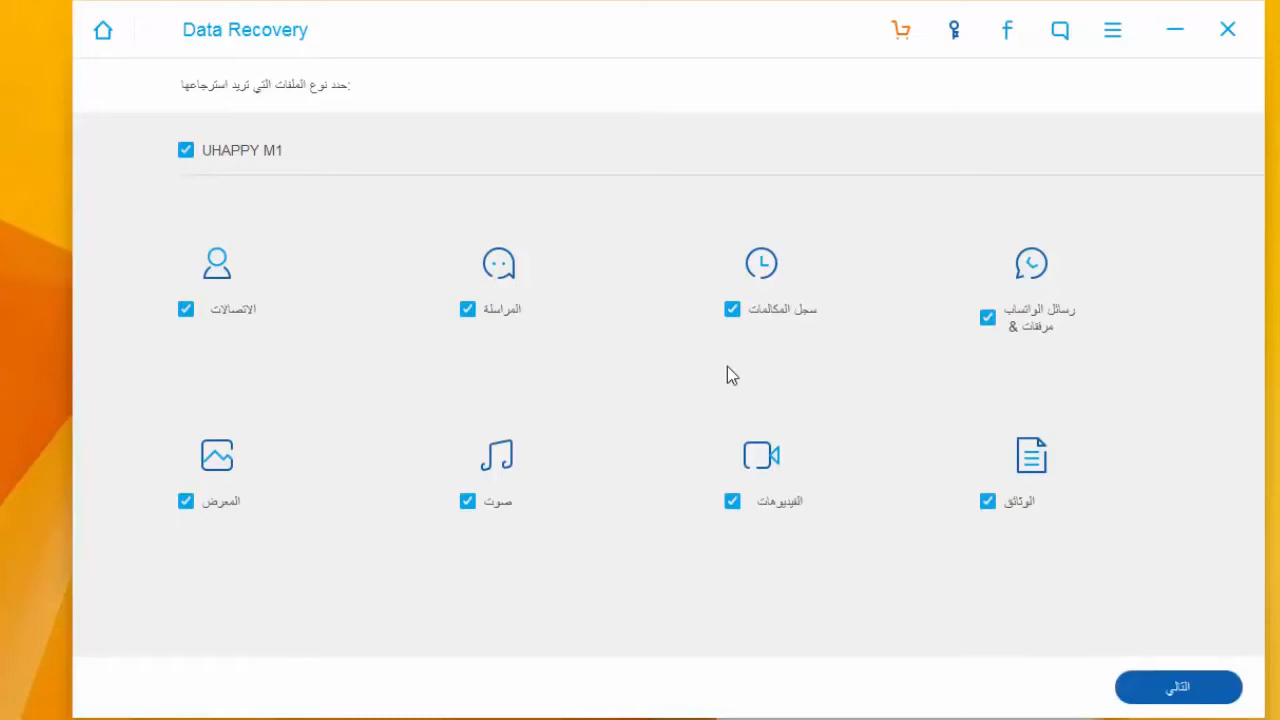 Data Recovery
حدد نوع الملفات التي تريد استرجاعها:
UHAPPY M1
الاتصالات
المراسلة
سجل المكالمات
رسائل الواتساب
& مرفقات
المعرض
صوت
الفيديوهات
الوثائق
التالي